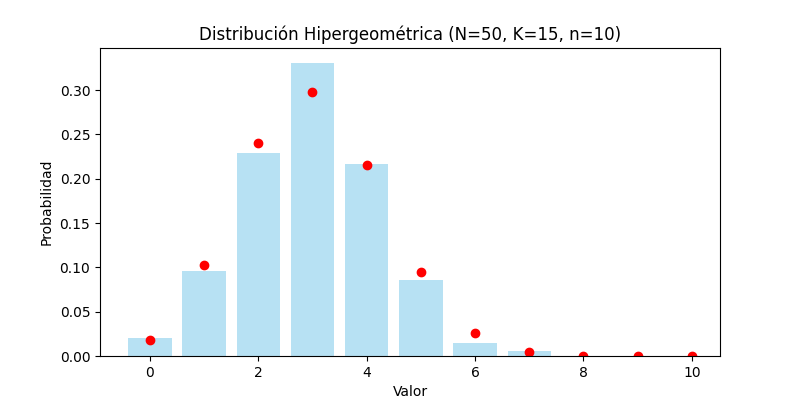 Distribución Hipergeométrica (N=50, K=15, n=10)
Probabilidad
0.30
0.25
0.20
0.15
0.10
0.05
0.00
0 2 4 6 8 10
Valor